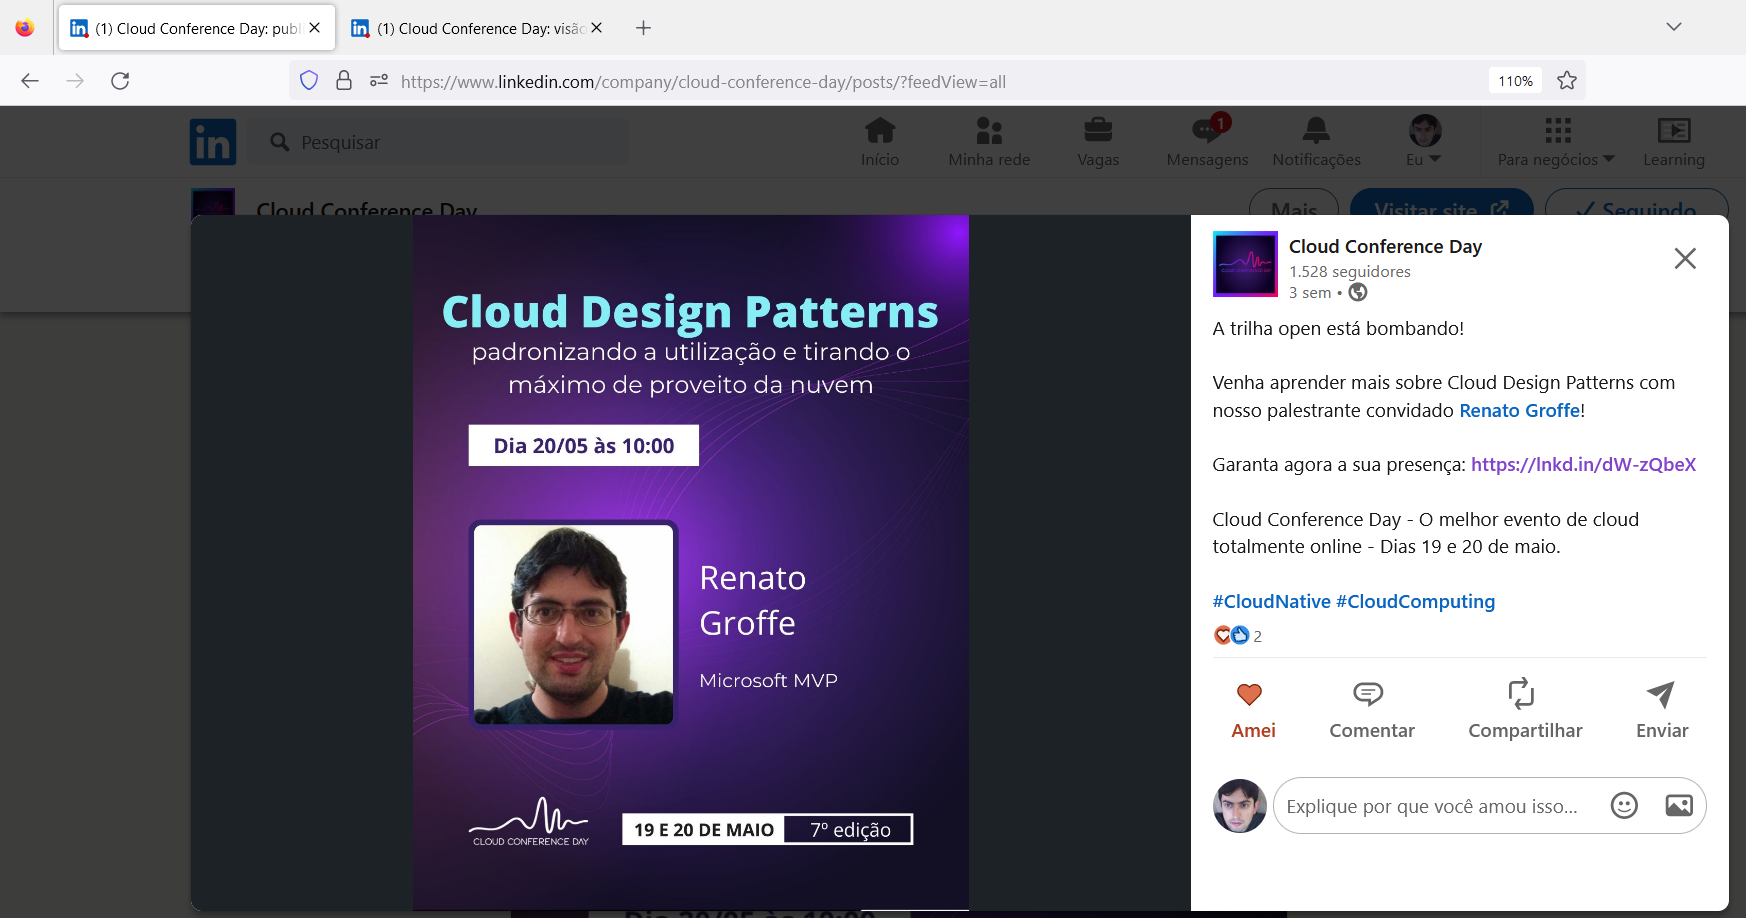 (1) Cloud Conference Day: publi
(1) Cloud Conference Day: visão
https://www.linkedin.com/company/cloud-conference-day/posts/?feedView=all
110%
in
Pesquisar
Início
Minha rede
Vagas
1
Mensagens
Notificações
Eu
Para negócios
Learning
Cloud Conference Day
Mais
Visitar site
Seguindo
Cloud Design Patterns
padronizando a utilização e tirando o
máximo de proveito da nuvem
Dia 20/05 às 10:00
Renato
Groffe
Microsoft MVP
CLOUD CONFERENCE DAY
19 E 20 DE MAIO
7º edição
CLOUD CONFERENCE DAY
Cloud Conference Day
1.528 seguidores
3 sem •
A trilha open está bombando!
Venha aprender mais sobre Cloud Design Patterns com
nosso palestrante convidado Renato Groffe!
Garanta agora a sua presença: https://lnkd.in/dW-zQbeX
Cloud Conference Day - O melhor evento de cloud
totalmente online - Dias 19 e 20 de maio.
#CloudNative #CloudComputing
2
Amei
Comentar
Compartilhar
Enviar
Explique por que você amou isso...
Dia 20/05 às 10:00